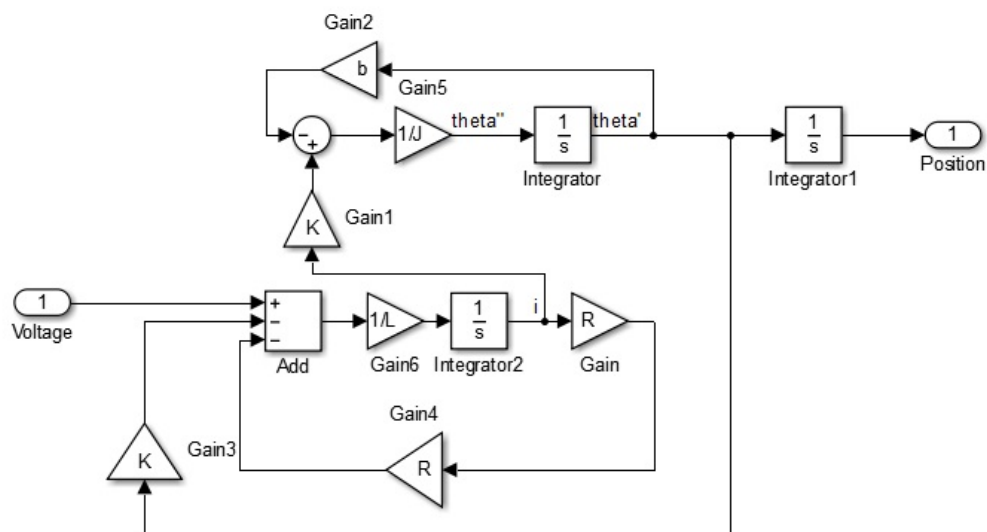 Gain2
b
Gain5
1/J
theta''
1
s
theta'
Integrator
1
s
Integrator1
1
Position
−
+
K
Gain1
1
Voltage
+
−
−
Add
1/L
Gain6
1
s
Integrator2
i
R
Gain
Gain4
R
Gain3
K